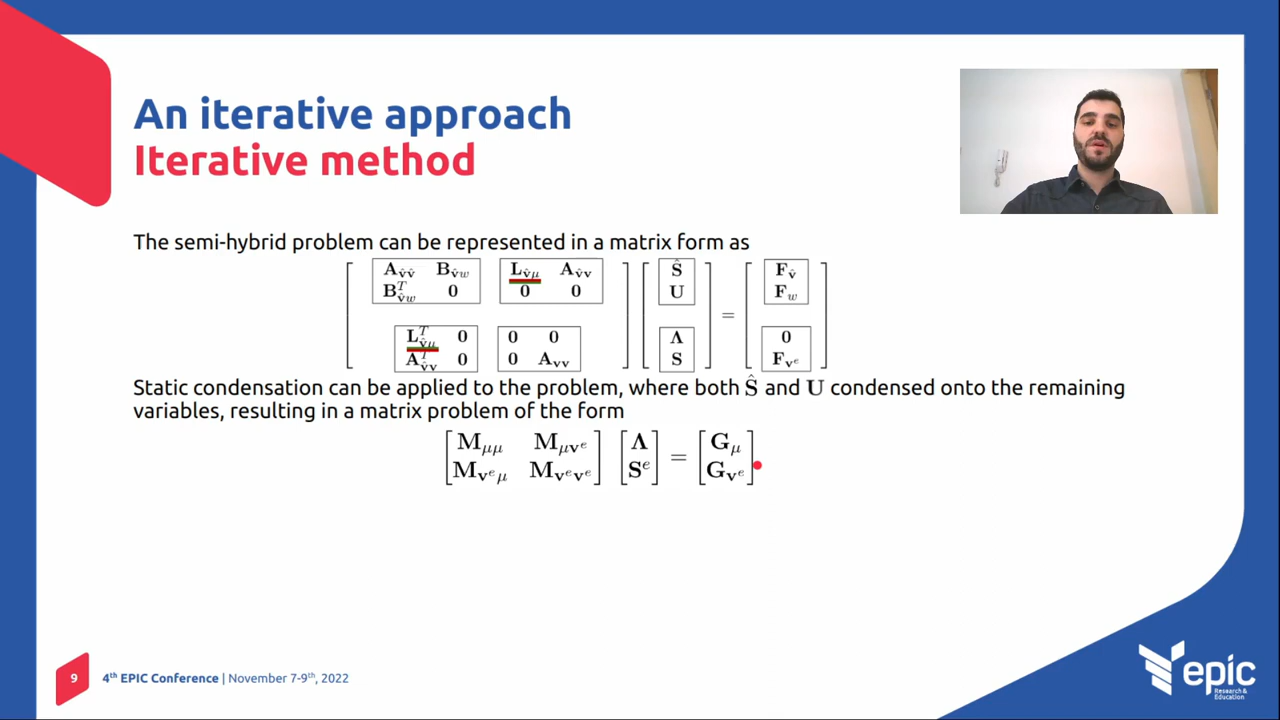 An iterative approach
Iterative method
The semi-hybrid problem can be represented in a matrix form as
A_{v̂v̂} B_{v̂w} L_{v̂μ} A_{v̂v} Ŝ F_{v̂}
B^T_{v̂w} 0 0 0 U = F_w
L^T_{v̂μ} 0 0 0 Λ 0
A^T_{v̂v} 0 0 A_{vv} S F_{v^e}
Static condensation can be applied to the problem, where both Ŝ and U condensed onto the remaining
variables, resulting in a matrix problem of the form
M_{μμ} M_{μv^e} Λ = G_μ
M_{v^eμ} M_{v^ev^e} S^e G_{v^e}
9 4th EPIC Conference | November 7-9th, 2022
epic
Research &
Education